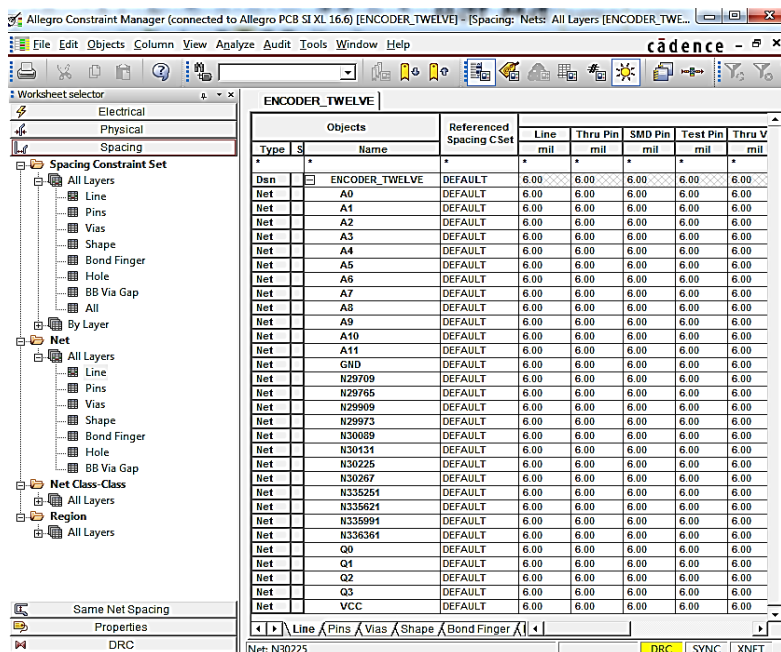 Allegro Constraint Manager (connected to Allegro PCB SI XL 16.6) [ENCODER_TWELVE] - [Spacing: Nets: All Layers [ENCODER_TWE...
File Edit Objects Column View Analyze Audit Tools Window Help
cādence
Worksheet selector
Electrical
Physical
Spacing
Spacing Constraint Set
All Layers
Line
Pins
Vias
Shape
Bond Finger
Hole
BB Via Gap
All
By Layer
Net
All Layers
Line
Pins
Vias
Shape
Bond Finger
Hole
BB Via Gap
Net Class-Class
All Layers
Region
All Layers
Same Net Spacing
Properties
DRC
ENCODER_TWELVE
Objects Referenced Spacing CSet Line Thru Pin SMD Pin Test Pin Thru V
Type S Name mil mil mil mil mil
* * * * * * * *
Dsn ENCODER_TWELVE DEFAULT 6.00 6.00 6.00 6.00 6.00
Net A0 DEFAULT 6.00 6.00 6.00 6.00 6.00
Net A1 DEFAULT 6.00 6.00 6.00 6.00 6.00
Net A2 DEFAULT 6.00 6.00 6.00 6.00 6.00
Net A3 DEFAULT 6.00 6.00 6.00 6.00 6.00
Net A4 DEFAULT 6.00 6.00 6.00 6.00 6.00
Net A5 DEFAULT 6.00 6.00 6.00 6.00 6.00
Net A6 DEFAULT 6.00 6.00 6.00 6.00 6.00
Net A7 DEFAULT 6.00 6.00 6.00 6.00 6.00
Net A8 DEFAULT 6.00 6.00 6.00 6.00 6.00
Net A9 DEFAULT 6.00 6.00 6.00 6.00 6.00
Net A10 DEFAULT 6.00 6.00 6.00 6.00 6.00
Net A11 DEFAULT 6.00 6.00 6.00 6.00 6.00
Net GND DEFAULT 6.00 6.00 6.00 6.00 6.00
Net N29709 DEFAULT 6.00 6.00 6.00 6.00 6.00
Net N29765 DEFAULT 6.00 6.00 6.00 6.00 6.00
Net N29909 DEFAULT 6.00 6.00 6.00 6.00 6.00
Net N29973 DEFAULT 6.00 6.00 6.00 6.00 6.00
Net N30089 DEFAULT 6.00 6.00 6.00 6.00 6.00
Net N30131 DEFAULT 6.00 6.00 6.00 6.00 6.00
Net N30225 DEFAULT 6.00 6.00 6.00 6.00 6.00
Net N30267 DEFAULT 6.00 6.00 6.00 6.00 6.00
Net N335251 DEFAULT 6.00 6.00 6.00 6.00 6.00
Net N335621 DEFAULT 6.00 6.00 6.00 6.00 6.00
Net N335991 DEFAULT 6.00 6.00 6.00 6.00 6.00
Net N336361 DEFAULT 6.00 6.00 6.00 6.00 6.00
Net Q0 DEFAULT 6.00 6.00 6.00 6.00 6.00
Net Q1 DEFAULT 6.00 6.00 6.00 6.00 6.00
Net Q2 DEFAULT 6.00 6.00 6.00 6.00 6.00
Net Q3 DEFAULT 6.00 6.00 6.00 6.00 6.00
Net VCC DEFAULT 6.00 6.00 6.00 6.00 6.00
Line Pins Vias Shape Bond Finger
Net: N30225 DRC SYNC XNET